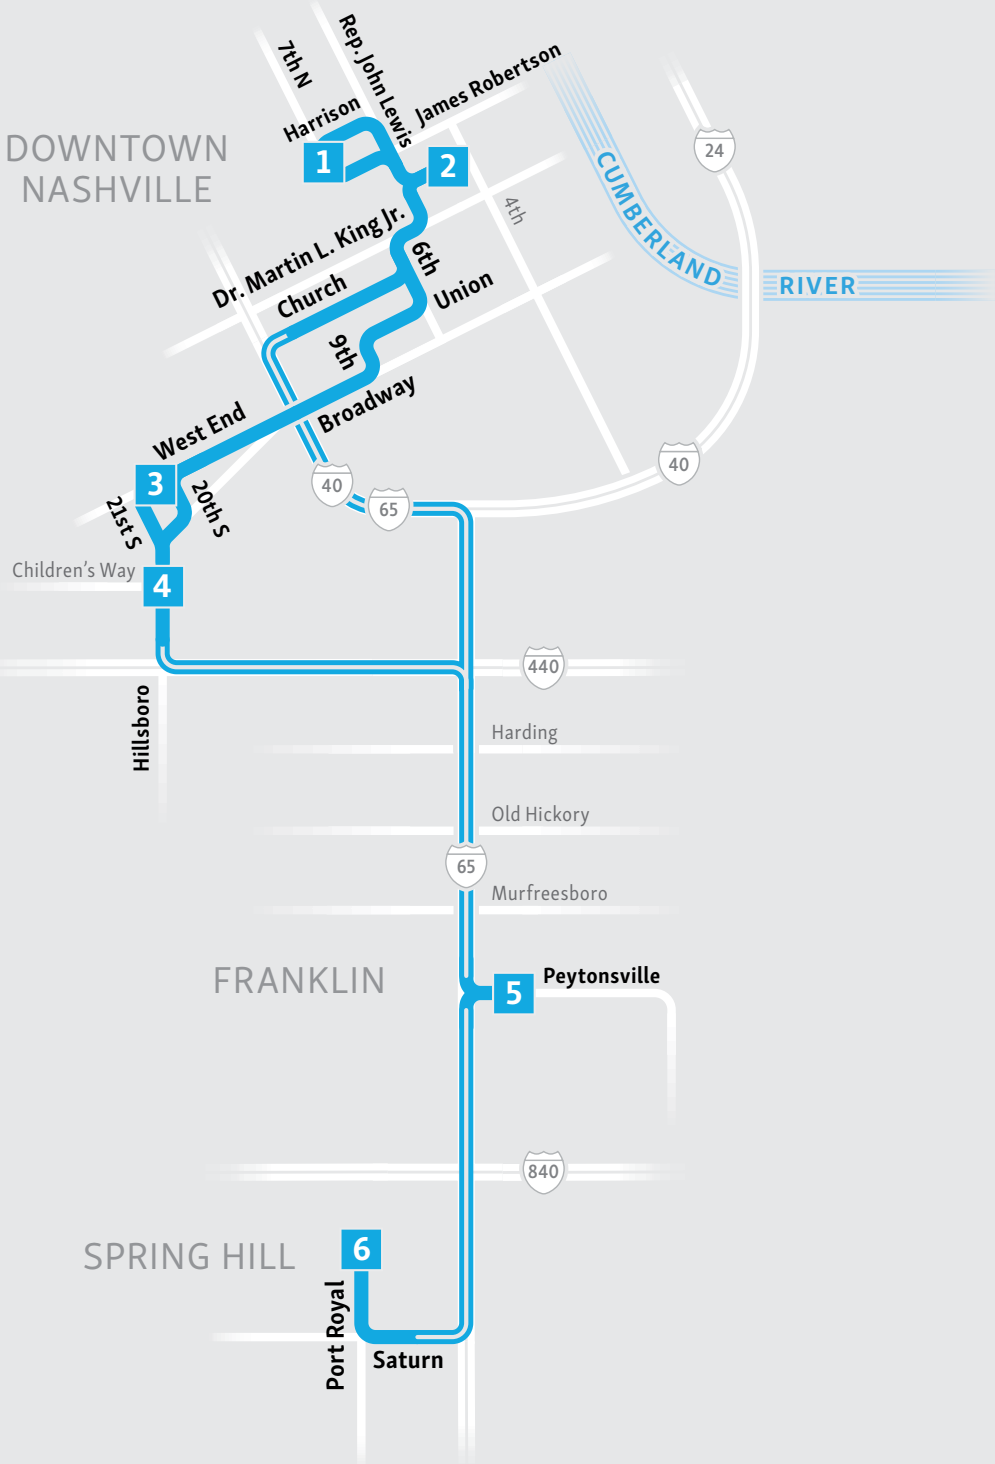 7th N
Rep. John Lewis
James Robertson
Harrison
DOWNTOWN
NASHVILLE
1
2
24
CUMBERLAND
RIVER
4th
Dr. Martin L. King Jr.
6th
Church
Union
9th
Broadway
West End
3
40
40
65
21st S
20th S
Children's Way
4
440
Hillsboro
Harding
Old Hickory
65
Murfreesboro
FRANKLIN
Peytonsville
5
840
6
SPRING HILL
Port Royal
Saturn